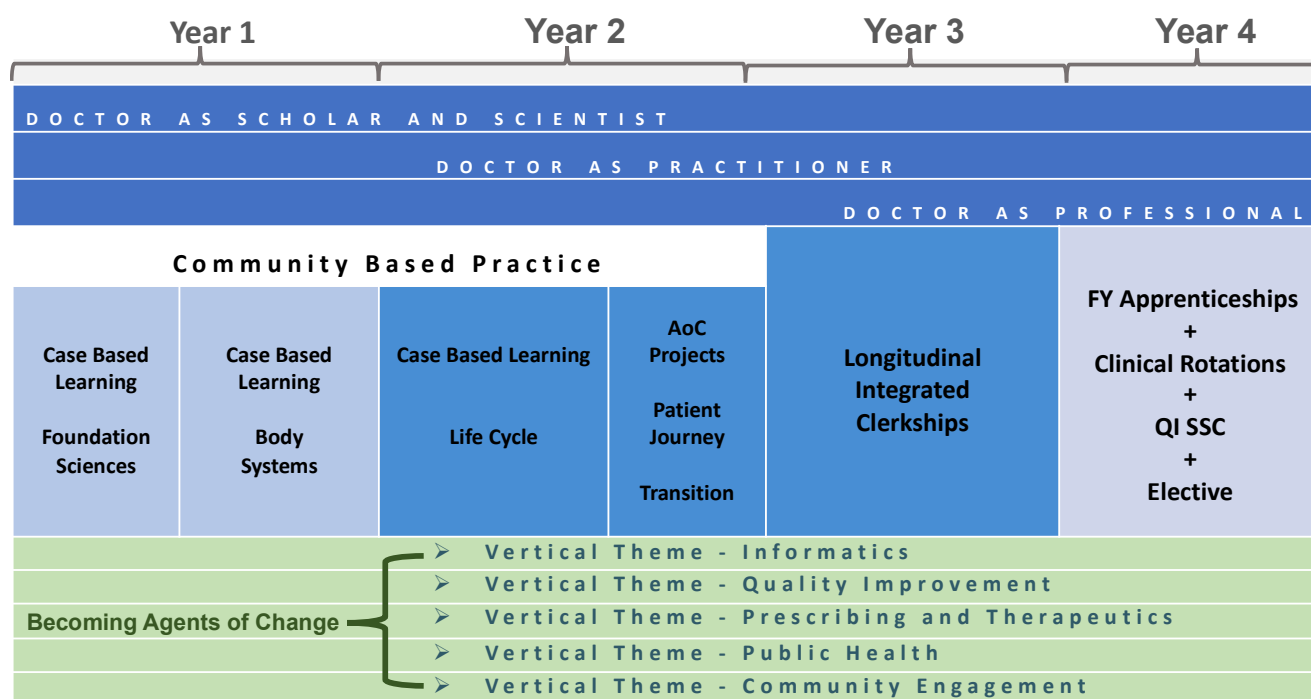 Year 1
Year 2
Year 3
Year 4
DOCTOR AS SCHOLAR AND SCIENTIST
DOCTOR AS PRACTITIONER
DOCTOR AS PROFESSIONAL
Community Based Practice
Case Based
Learning
Foundation
Sciences
Case Based
Learning
Body
Systems
Case Based Learning
Life Cycle
AoC
Projects
Patient
Journey
Transition
Longitudinal
Integrated
Clerkships
FY Apprenticeships
+
Clinical Rotations
+
QI SSC
+
Elective
Becoming Agents of Change
➢ Vertical Theme - Informatics
➢ Vertical Theme - Quality Improvement
➢ Vertical Theme - Prescribing and Therapeutics
➢ Vertical Theme - Public Health
➢ Vertical Theme - Community Engagement